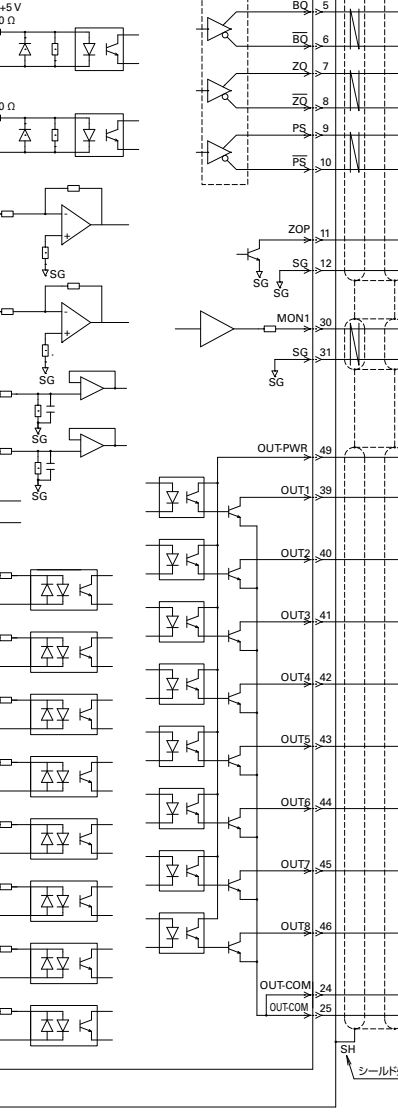 +5 V
0 Ω
0 Ω
SG
SG
SG
SG
BQ 5
BQ 6
ZQ 7
ZQ 8
PS 9
PS 10
ZOP 11
SG 12
SG
SG
MON1 30
SG 31
SG
OUT-PWR 49
OUT1 39
OUT2 40
OUT3 41
OUT4 42
OUT5 43
OUT6 44
OUT7 45
OUT8 46
OUT-COM 24
OUT-COM 25
SH
シールド